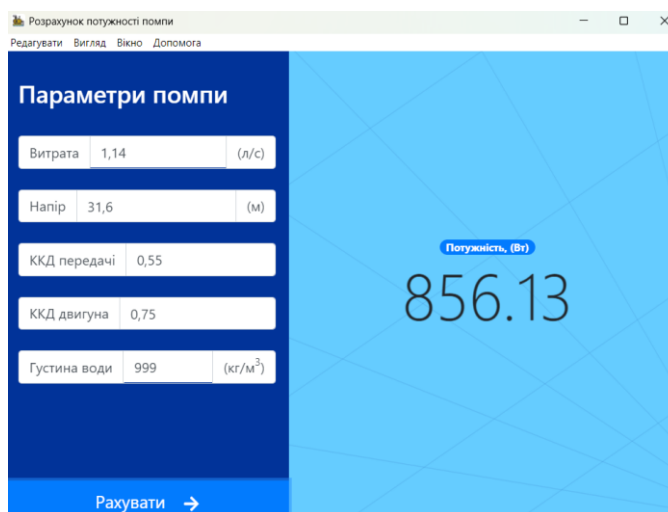 Розрахунок потужності помпи
Редагувати Вигляд Вікно Допомога
Параметри помпи
Витрата 1,14 (л/с)
Напір 31,6 (м)
ККД передачі 0,55
ККД двигуна 0,75
Густина води 999 (кг/м³)
Рахувати →
Потужність, (Вт)
856.13